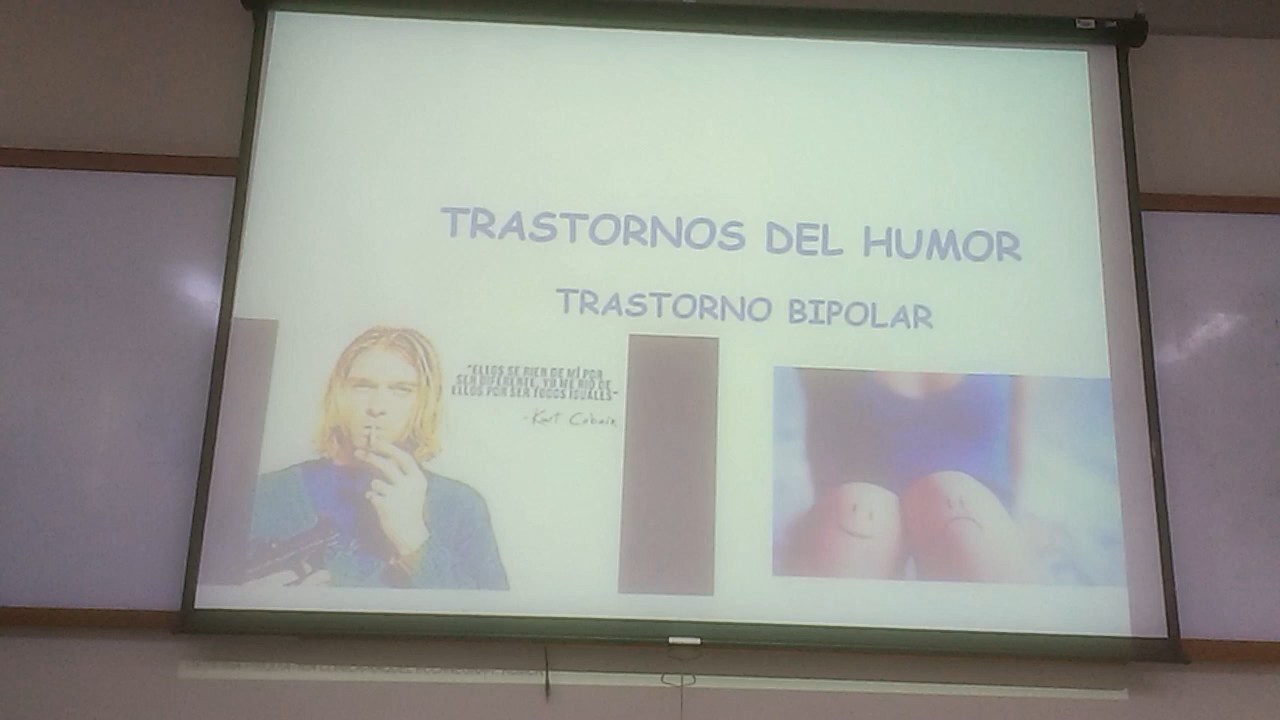 TRASTORNOS DEL HUMOR
TRASTORNO BIPOLAR
"ELLOS SE RIEN DE MÍ POR
SER DIFERENTE, YO ME RIO DE
ELLOS POR SER TODOS IGUALES"
-Kurt Cobain